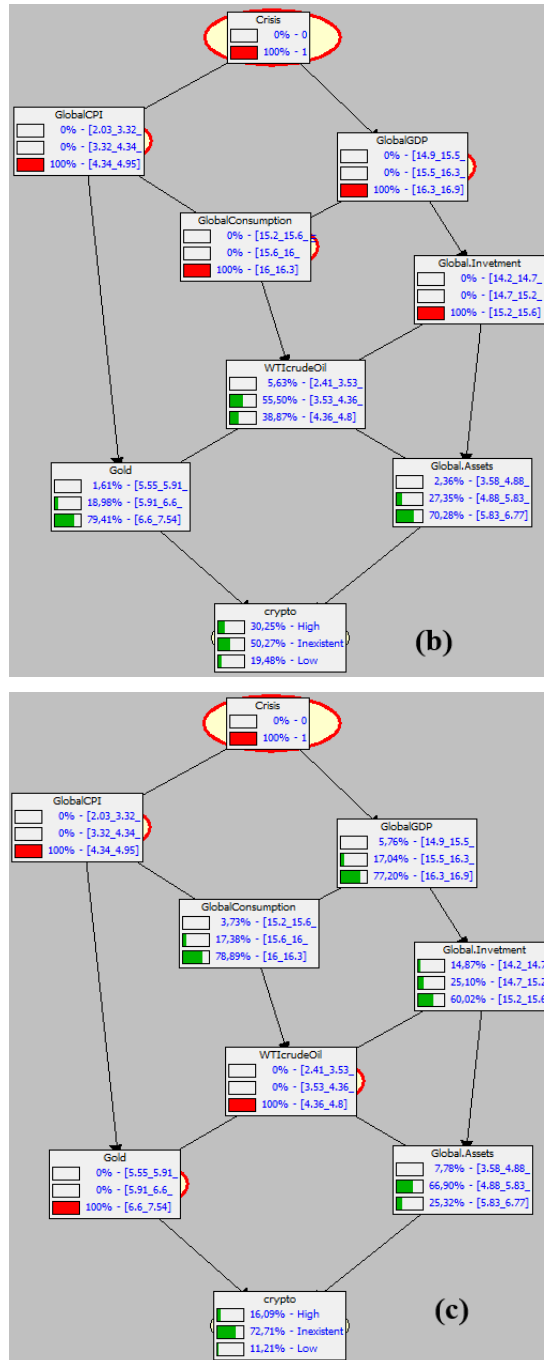 Crisis
0% - 0
100% - 1
GlobalCPI
0% - [2.03_3.32_
0% - [3.32_4.34_
100% - [4.34_4.95]
GlobalGDP
0% - [14.9_15.5_
0% - [15.5_16.3_
100% - [16.3_16.9]
GlobalConsumption
0% - [15.2_15.6_
0% - [15.6_16_
100% - [16_16.3]
Global.Invetment
0% - [14.2_14.7_
0% - [14.7_15.2_
100% - [15.2_15.6]
WTIcrudeOil
5,63% - [2.41_3.53_
55,50% - [3.53_4.36_
38,87% - [4.36_4.8]
Gold
1,61% - [5.55_5.91_
18,98% - [5.91_6.6_
79,41% - [6.6_7.54]
Global.Assets
2,36% - [3.58_4.88_
27,35% - [4.88_5.83_
70,28% - [5.83_6.77]
crypto
30,25% - High
50,27% - Inexistent
19,48% - Low
(b)
Crisis
0% - 0
100% - 1
GlobalCPI
0% - [2.03_3.32_
0% - [3.32_4.34_
100% - [4.34_4.95]
GlobalGDP
5,76% - [14.9_15.5_
17,04% - [15.5_16.3_
77,20% - [16.3_16.9]
GlobalConsumption
3,73% - [15.2_15.6_
17,38% - [15.6_16_
78,89% - [16_16.3]
Global.Invetment
14,87% - [14.2_14.7
25,10% - [14.7_15.2
60,02% - [15.2_15.6
WTIcrudeOil
0% - [2.41_3.53_
0% - [3.53_4.36_
100% - [4.36_4.8]
Gold
0% - [5.55_5.91_
0% - [5.91_6.6_
100% - [6.6_7.54]
Global.Assets
7,78% - [3.58_4.88_
66,90% - [4.88_5.83_
25,32% - [5.83_6.77]
crypto
16,09% - High
72,71% - Inexistent
11,21% - Low
(c)